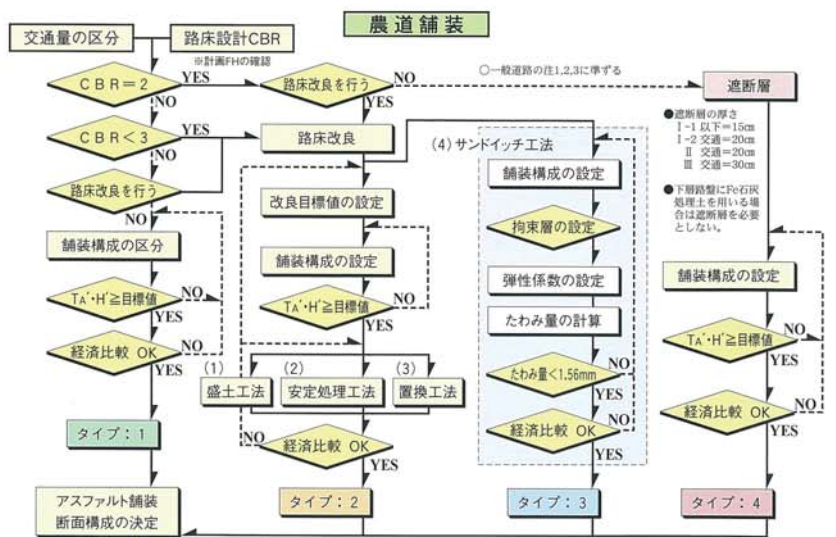 農道舗装
交通量の区分
路床設計CBR
※計画FHの確認
CBR=2
YES
NO
路床改良を行う
NO
YES
○一般道路の注1,2,3に準ずる
遮断層
●遮断層の厚さ
Ⅰ-1 以下=15㎝
Ⅰ-2 交通=20㎝
Ⅱ 交通=20㎝
Ⅲ 交通=30㎝
●下層路盤にFe石灰
処理土を用いる場
合は遮断層を必要
としない。
CBR<3
YES
NO
路床改良
路床改良を行う
NO
舗装構成の区分
TA'・H'≧目標値
NO
YES
経済比較 OK
NO
YES
タイプ:1
アスファルト舗装
断面構成の決定
改良目標値の設定
舗装構成の設定
TA'・H'≧目標値
NO
YES
(1)
盛土工法
(2)
安定処理工法
(3)
置換工法
NO
経済比較 OK
YES
タイプ:2
(4)サンドイッチ工法
舗装構成の設定
拘束層の設定
弾性係数の設定
たわみ量の計算
たわみ量<1.56mm
NO
YES
経済比較 OK
NO
YES
タイプ:3
舗装構成の設定
TA'・H'≧目標値
NO
YES
経済比較 OK
NO
YES
タイプ:4